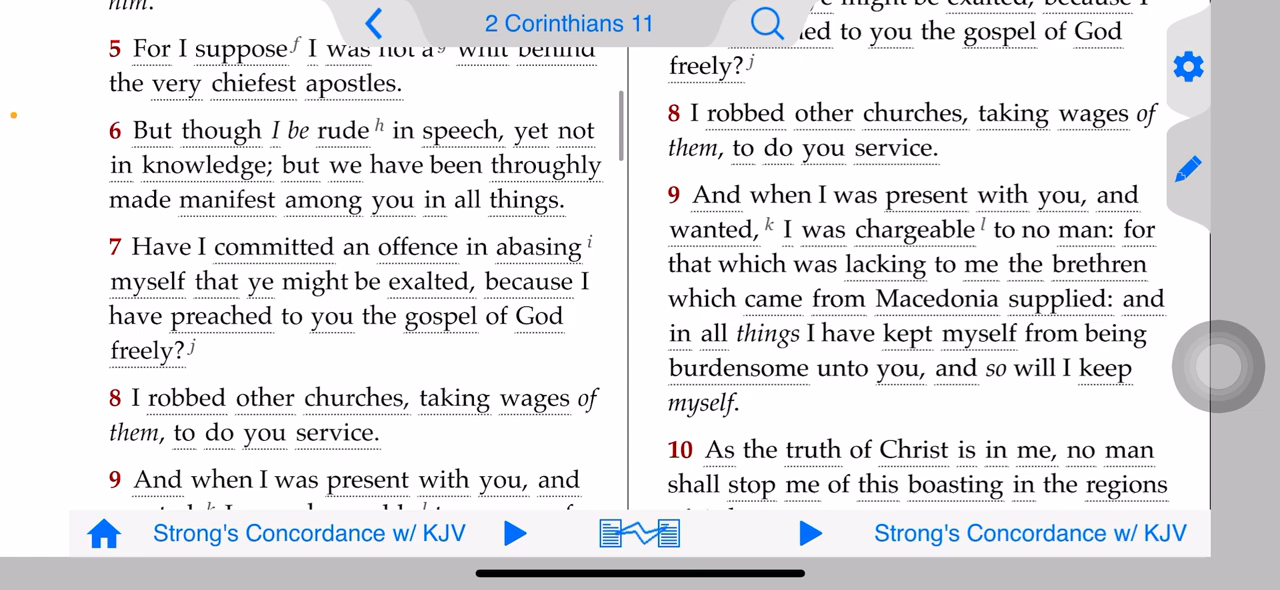 him.
2 Corinthians 11
5 For I suppose f I was not a g whit behind
the very chiefest apostles.
6 But though I be rude h in speech, yet not
in knowledge; but we have been throughly
made manifest among you in all things.
7 Have I committed an offence in abasing i
myself that ye might be exalted, because I
have preached to you the gospel of God
freely? j
8 I robbed other churches, taking wages of
them, to do you service.
9 And when I was present with you, and
might be exalted, because I
to you the gospel of God
freely? j
8 I robbed other churches, taking wages of
them, to do you service.
9 And when I was present with you, and
wanted, k I was chargeable l to no man: for
that which was lacking to me the brethren
which came from Macedonia supplied: and
in all things I have kept myself from being
burdensome unto you, and so will I keep
myself.
10 As the truth of Christ is in me, no man
shall stop me of this boasting in the regions
Strong's Concordance w/ KJV
Strong's Concordance w/ KJV